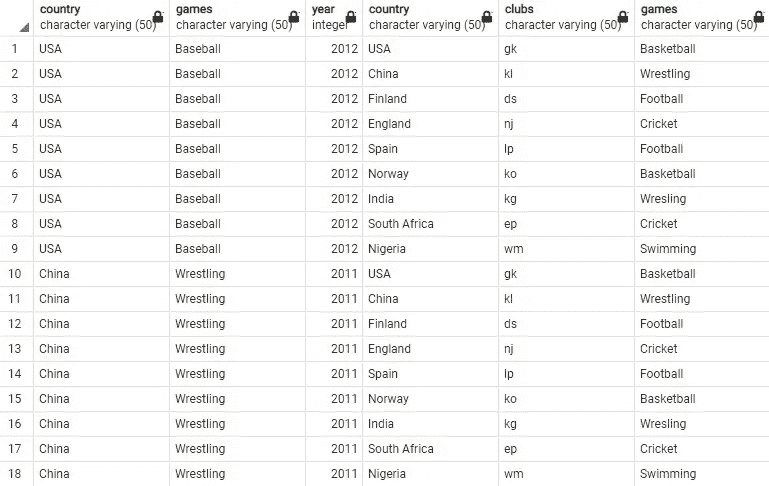 country games year country clubs games
character varying (50) character varying (50) integer character varying (50) character varying (50) character varying (50)
1 USA Baseball 2012 USA gk Basketball
2 USA Baseball 2012 China kl Wrestling
3 USA Baseball 2012 Finland ds Football
4 USA Baseball 2012 England nj Cricket
5 USA Baseball 2012 Spain lp Football
6 USA Baseball 2012 Norway ko Basketball
7 USA Baseball 2012 India kg Wresling
8 USA Baseball 2012 South Africa ep Cricket
9 USA Baseball 2012 Nigeria wm Swimming
10 China Wrestling 2011 USA gk Basketball
11 China Wrestling 2011 China kl Wrestling
12 China Wrestling 2011 Finland ds Football
13 China Wrestling 2011 England nj Cricket
14 China Wrestling 2011 Spain lp Football
15 China Wrestling 2011 Norway ko Basketball
16 China Wrestling 2011 India kg Wresling
17 China Wrestling 2011 South Africa ep Cricket
18 China Wrestling 2011 Nigeria wm Swimming